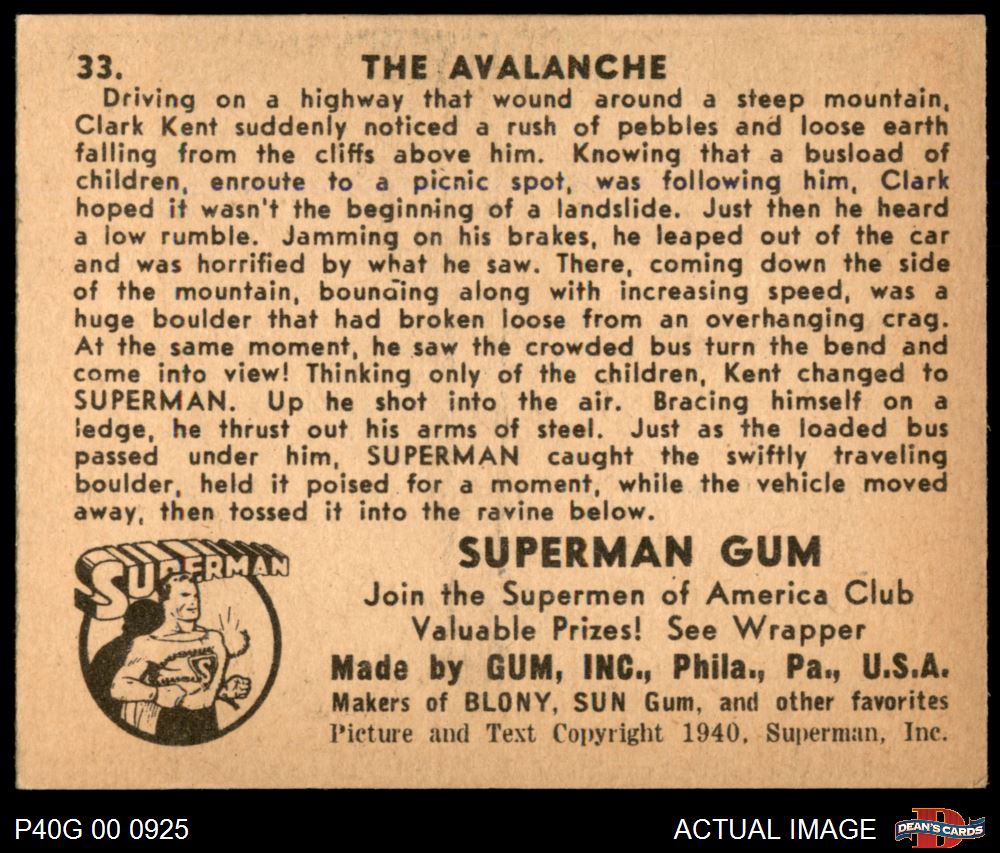 33. THE AVALANCHE
Driving on a highway that wound around a steep mountain,
Clark Kent suddenly noticed a rush of pebbles and loose earth
falling from the cliffs above him. Knowing that a busload of
children, enroute to a picnic spot, was following him, Clark
hoped it wasn't the beginning of a landslide. Just then he heard
a low rumble. Jamming on his brakes, he leaped out of the car
and was horrified by what he saw. There, coming down the side
of the mountain, bounding along with increasing speed, was a
huge boulder that had broken loose from an overhanging crag.
At the same moment, he saw the crowded bus turn the bend and
come into view! Thinking only of the children, Kent changed to
SUPERMAN. Up he shot into the air. Bracing himself on a
ledge, he thrust out his arms of steel. Just as the loaded bus
passed under him, SUPERMAN caught the swiftly traveling
boulder, held it poised for a moment, while the vehicle moved
away, then tossed it into the ravine below.
SUPERMAN
S
SUPERMAN GUM
Join the Supermen of America Club
Valuable Prizes! See Wrapper
Made by GUM, INC., Phila., Pa., U.S.A.
Makers of BLONY, SUN Gum, and other favorites
Picture and Text Copyright 1940, Superman, Inc.
P40G 00 0925
ACTUAL IMAGE
D
DEAN'S CARDS